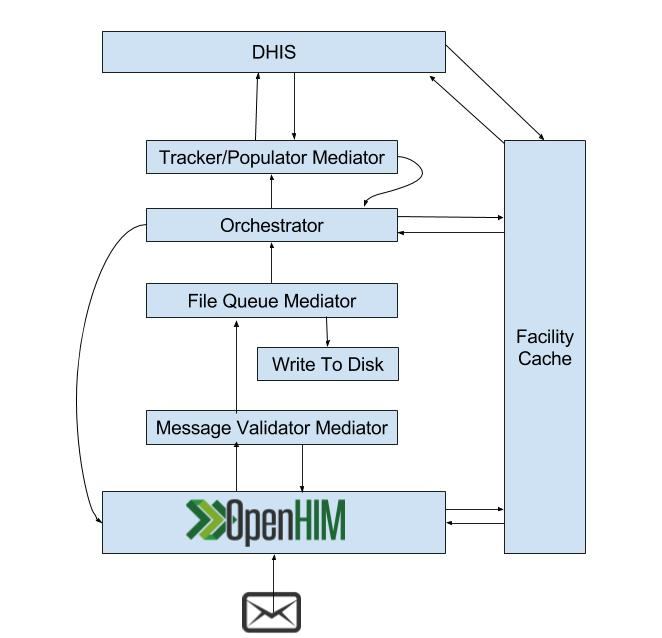 DHIS
Tracker/Populator Mediator
Orchestrator
File Queue Mediator
Facility
Cache
Write To Disk
Message Validator Mediator
OpenHIM